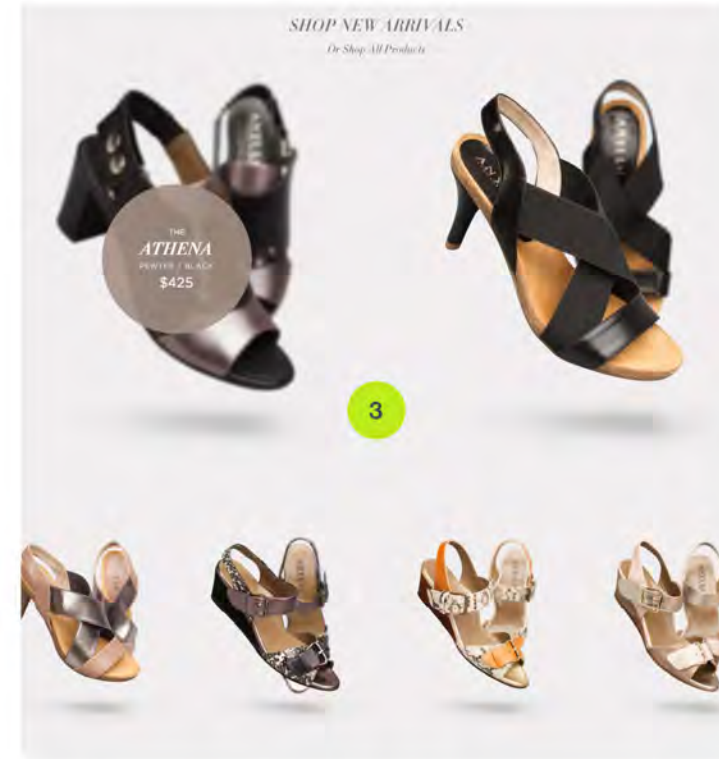 SHOP NEW ARRIVALS
Or Shop All Products
THE
ATHENA
PEWTER / BLACK
$425
3